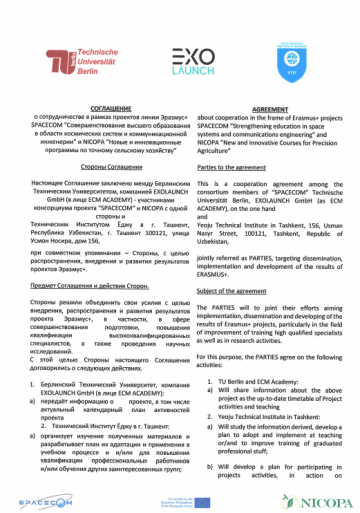 Technische
Universität
Berlin
EXO
LAUNCH
СОГЛАШЕНИЕ
о сотрудничестве в рамках проектов линии Эразмус+
SPACECOM "Совершенствование высшего образования
в области космических систем и коммуникационной
инженерии" и NICOPA "Новые и инновационные
программы по точному сельскому хозяйству"
Стороны Соглашения
Настоящее Соглашение заключено между Берлинским
Техническим Университетом, компанией EXOLAUNCH
GmbH (в лице ECM ACADEMY) - участниками
консорциума проекта "SPACECOM" и NICOPA с одной
стороны и
Техническим Институтом Ёджу в г. Ташкент,
Республика Узбекистан, г. Ташкент 100121, улица
Усмон Носира, дом 156,
при совместном упоминании – Стороны, с целью
распространения, внедрения и развития результатов
проектов Эразмус+.
Предмет Соглашения и действия Сторон.
Стороны решили объединить свои усилия с целью
внедрения, распространения и развития результатов
проекта Эразмус+, в частности, в сфере
совершенствования подготовки, повышения
квалификации высококвалифицированных
специалистов, а также проведения научных
исследований.
С этой целью Стороны настоящего Соглашения
договорились о следующих действиях.
1. Берлинский Технический Университет, компания
EXOLAUNCH GmbH (в лице ECM ACADEMY):
а) передаёт информацию о проекте, в том числе
актуальный календарный план активностей
проекта
2. Технический Институт Ёджу в г. Ташкент:
а) организует изучение полученных материалов и
разрабатывает план их адаптации и применения в
учебном процессе и и/или для повышения
квалификации профессиональных работников
и/или обучения других заинтересованных групп;
AGREEMENT
about cooperation in the frame of Erasmus+ projects
SPACECOM "Strengthening education in space
systems and communications engineering" and
NICOPA "New and Innovative Courses for Precision
Agriculture"
Parties to the agreement
This is a cooperation agreement among the
consortium members of "SPACECOM" Technische
Universität Berlin, EXOLAUNCH GmbH (as ECM
ACADEMY), on the one hand
and
Yeoju Technical Institute in Tashkent, 156, Usman
Nasyr Street, 100121, Tashkent, Republic of
Uzbekistan,
jointly referred as PARTIES, targeting dissemination,
implementation and development of the results of
ERASMUS+.
Subject of the agreement
The PARTIES will to joint their efforts aiming
implementation, dissemination and developing of the
results of Erasmus+ projects, particularly in the field
of improvement of training high qualified specialists
as well as in research activities.
For this purpose, the PARTIES agree on the following
activities:
1. TU Berlin and ECM Academy:
a) Will share information about the above
project as the up-to-date timetable of Project
activities and teaching
2. Yeoju Technical Institute in Tashkent:
a) Will study the information derived, develop a
plan to adopt and implement at teaching
or/and used to improve training of graduated
professional stuff;
b) Will develop a plan for participating in
projects activities, in action on
SPACECOM
NICOPA